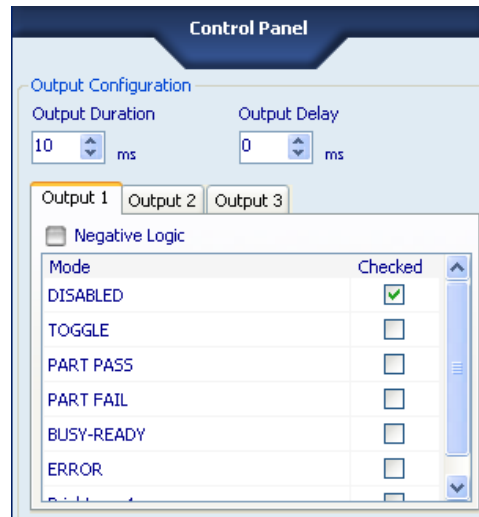 Control Panel
Output Configuration
Output Duration Output Delay
10 ms 0 ms
Output 1 Output 2 Output 3
Negative Logic
Mode Checked
DISABLED
TOGGLE
PART PASS
PART FAIL
BUSY-READY
ERROR